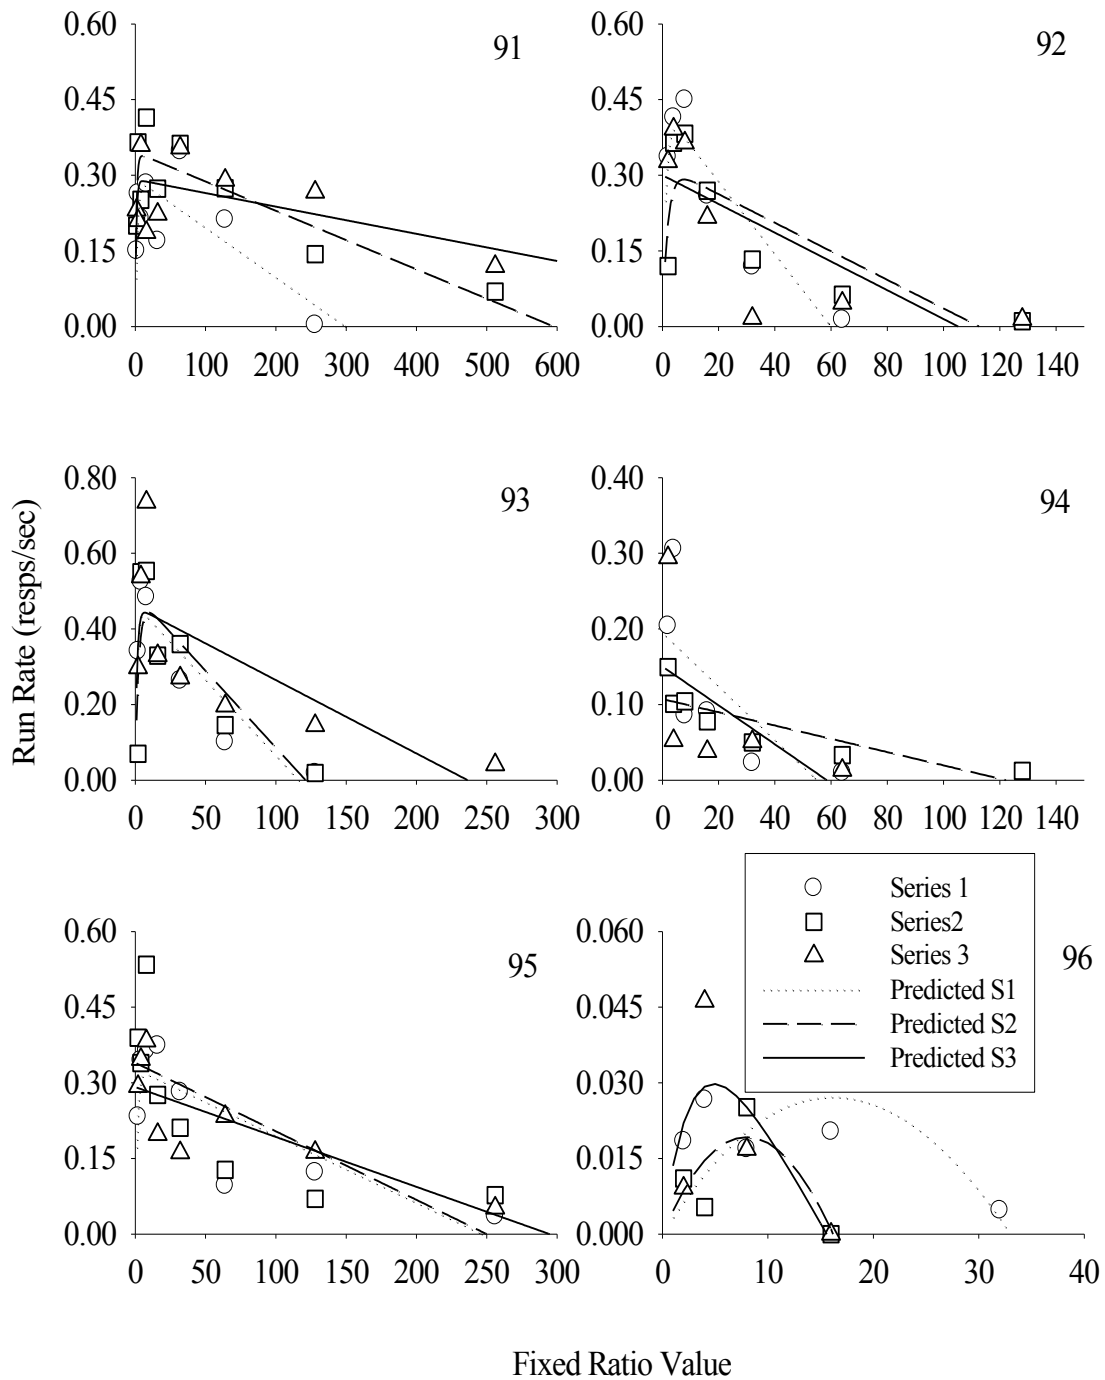 0.60
0.45
0.30
0.15
0.00
91
0 100 200 300 400 500 600
0.60
0.45
0.30
0.15
0.00
92
0 20 40 60 80 100 120 140
Run Rate (resps/sec)
0.80
0.60
0.40
0.20
0.00
93
0 50 100 150 200 250 300
0.40
0.30
0.20
0.10
0.00
94
0 20 40 60 80 100 120 140
0.60
0.45
0.30
0.15
0.00
95
0 50 100 150 200 250 300
0.060
0.045
0.030
0.015
0.000
96
Series 1
Series2
Series 3
Predicted S1
Predicted S2
Predicted S3
0 10 20 30 40
Fixed Ratio Value